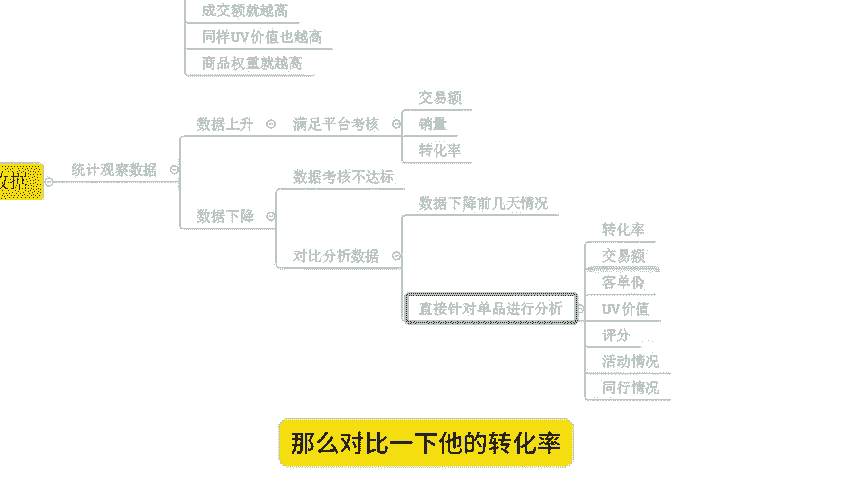 成交额就越高
同样UV价值也越高
商品权重就越高
交易额
数据上升
满足平台考核
销量
转化率
数据
统计观察数据
数据考核不达标
数据下降
数据下降前几天情况
对比分析数据
直接针对单品进行分析
转化率
交易额
客单价
UV价值
评分
活动情况
同行情况
那么对比一下他的转化率